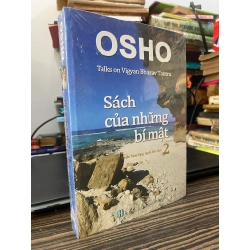 OSHO
Talks on Vigyan Bhairav Tantra
Sách
của những
bí mật
2